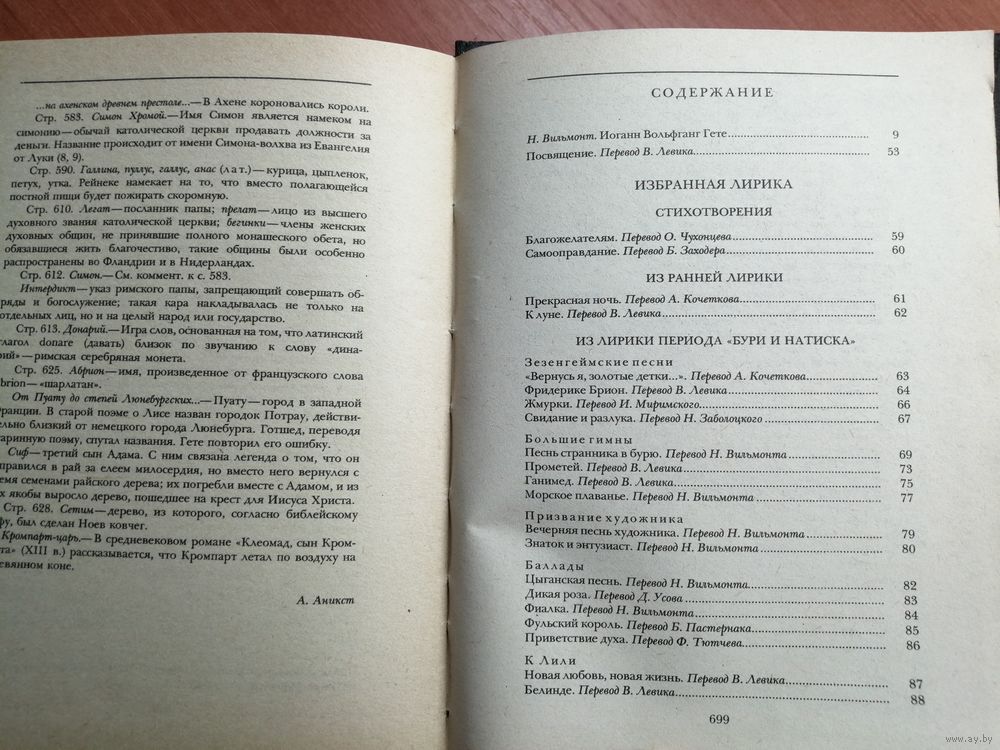 ...на ахенском древнем престоле...—В Ахене короновались короли.
Стр. 583. Симон Хромой.—Имя Симон является намеком на
симонию—обычай католической церкви продавать должности за
деньги. Название происходит от имени Симона-волхва из Евангелия
от Луки (8, 9).
Стр. 590. Галлина, пуллус, галлус, анас (лат.)—курица, цыпленок,
петух, утка. Рейнеке намекает на то, что вместо полагающейся
постной пищи будет пожирать скоромную.
Стр. 610. Легат—посланник папы; прелат—лицо из высшего
духовного звания католической церкви; бегинки—члены женских
духовных общин, не принявшие полного монашеского обета, но
обязавшиеся жить благочестиво, такие общины были особенно
распространены во Фландрии и в Нидерландах.
Стр. 612. Симон.—См. коммент. к с. 583.
Интердикт—указ римского папы, запрещающий совершать об-
ряды и богослужение; такая кара накладывалась не только на
отдельных лиц, но и на целый народ или государство.
Стр. 613. Донарий.—Игра слов, основанная на том, что латинский
глагол donare (давать) близок по звучанию к слову «дина-
рий»—римская серебряная монета.
Стр. 625. Абрион—имя, произведенное от французского слова
brion—«шарлатан».
От Пуату до степей Люнебургских...—Пуату—город в западной
Франции. В старой поэме о Лисе назван городок Потрау, действи-
ельно близкий от немецкого города Люнебурга. Готшед, переводя
таринную поэму, спутал названия. Гете повторил его ошибку.
Сиф—третий сын Адама. С ним связана легенда о том, что он
правился в рай за елеем милосердия, но вместо него вернулся с
емя семенами райского дерева; их погребли вместе с Адамом, и из
х якобы выросло дерево, пошедшее на крест для Иисуса Христа.
Стр. 628. Сетим—дерево, из которого, согласно библейскому
фу, был сделан Ноев ковчег.
Кромпарт-царь.—В средневековом романе «Клеомад, сын Кром-
та» (XIII в.) рассказывается, что Кромпарт летал по воздуху на
евянном коне.
А. Аникст
СОДЕРЖАНИЕ
Н. Вильмонт. Иоганн Вольфганг Гете 9
Посвящение. Перевод В. Левика 53
ИЗБРАННАЯ ЛИРИКА
СТИХОТВОРЕНИЯ
Благожелателям. Перевод О. Чухонцева 59
Самооправдание. Перевод Б. Заходера 60
ИЗ РАННЕЙ ЛИРИКИ
Прекрасная ночь. Перевод А. Кочеткова 61
К луне. Перевод В. Левика 62
ИЗ ЛИРИКИ ПЕРИОДА «БУРИ И НАТИСКА»
Зезенгеймские песни
«Вернусь я, золотые детки...». Перевод А. Кочеткова 63
Фридерике Брион. Перевод В. Левика 64
Жмурки. Перевод И. Миримского 66
Свидание и разлука. Перевод Н. Заболоцкого 67
Большие гимны
Песнь странника в бурю. Перевод Н. Вильмонта 69
Прометей. Перевод В. Левика 73
Ганимед. Перевод В. Левика 75
Морское плаванье. Перевод Н. Вильмонта 77
Призвание художника
Вечерняя песнь художника. Перевод Н. Вильмонта 79
Знаток и энтузиаст. Перевод Н. Вильмонта 80
Баллады
Цыганская песнь. Перевод Н. Вильмонта 82
Дикая роза. Перевод Д. Усова 83
Фиалка. Перевод Н. Вильмонта 84
Фульский король. Перевод Б. Пастернака 85
Приветствие духа. Перевод Ф. Тютчева 86
К Лили
Новая любовь, новая жизнь. Перевод В. Левика 87
Белинде. Перевод В. Левика 88
699
www.ay.by